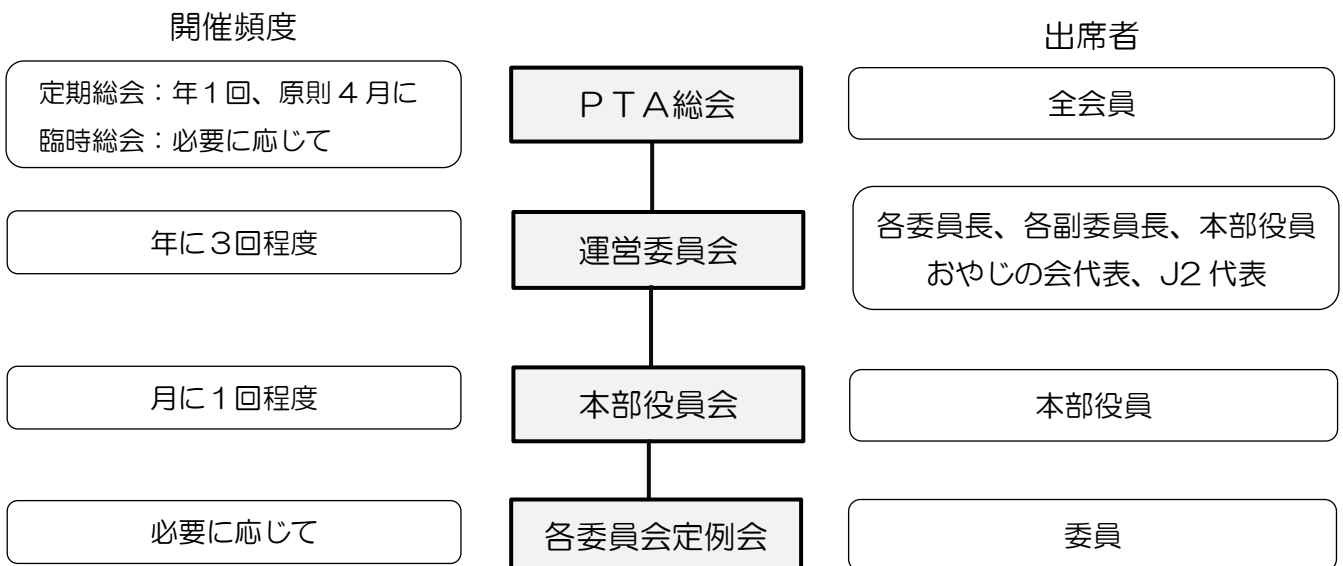 開催頻度
出席者
定期総会：年１回、原則４月に
臨時総会：必要に応じて
ＰＴＡ総会
全会員
年に３回程度
運営委員会
各委員長、各副委員長、本部役員
おやじの会代表、J2 代表
月に１回程度
本部役員会
本部役員
必要に応じて
各委員会定例会
委員